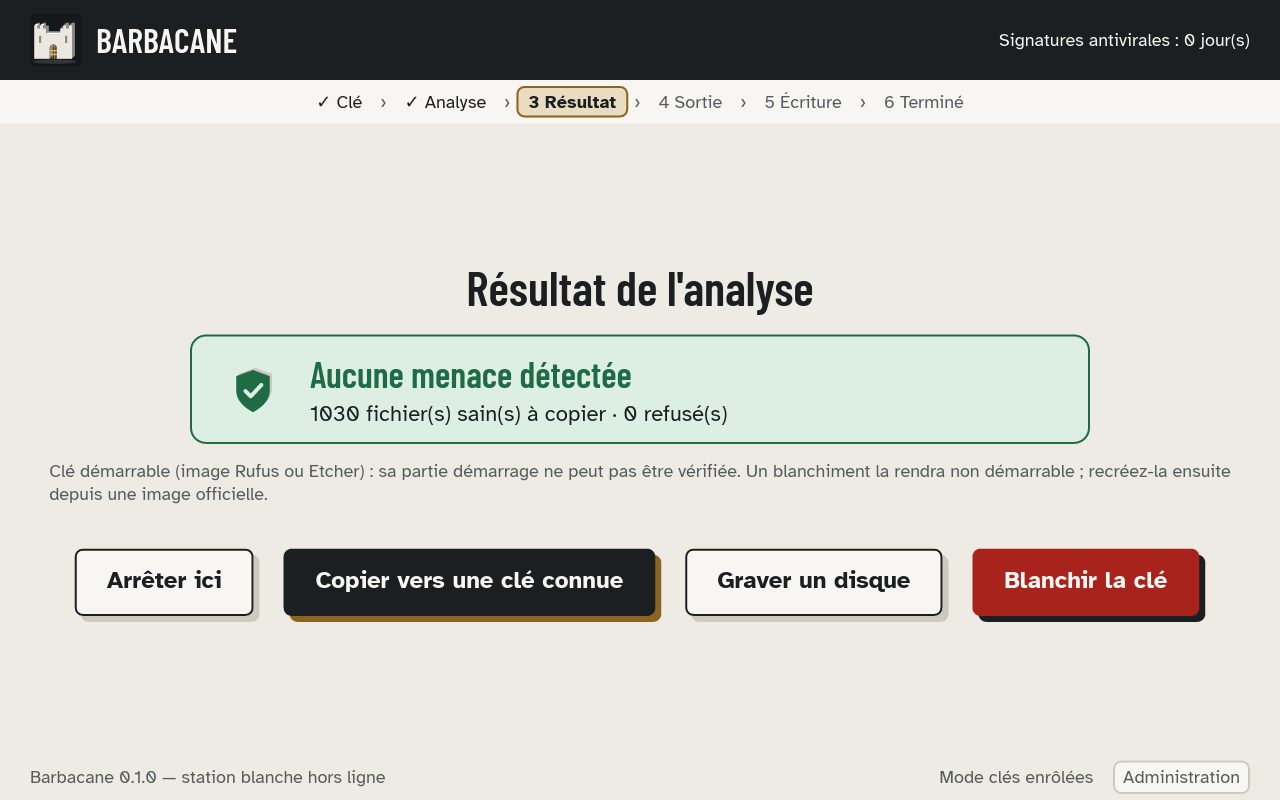 BARBACANE
Signatures antivirales : 0 jour(s)
✓ Clé › ✓ Analyse › 3 Résultat › 4 Sortie › 5 Écriture › 6 Terminé
Résultat de l'analyse
Aucune menace détectée
1030 fichier(s) sain(s) à copier · 0 refusé(s)
Clé démarrable (image Rufus ou Etcher) : sa partie démarrage ne peut pas être vérifiée. Un blanchiment la rendra non démarrable ; recréez-la ensuite
depuis une image officielle.
Arrêter ici
Copier vers une clé connue
Graver un disque
Blanchir la clé
Barbacane 0.1.0 — station blanche hors ligne
Mode clés enrôlées
Administration